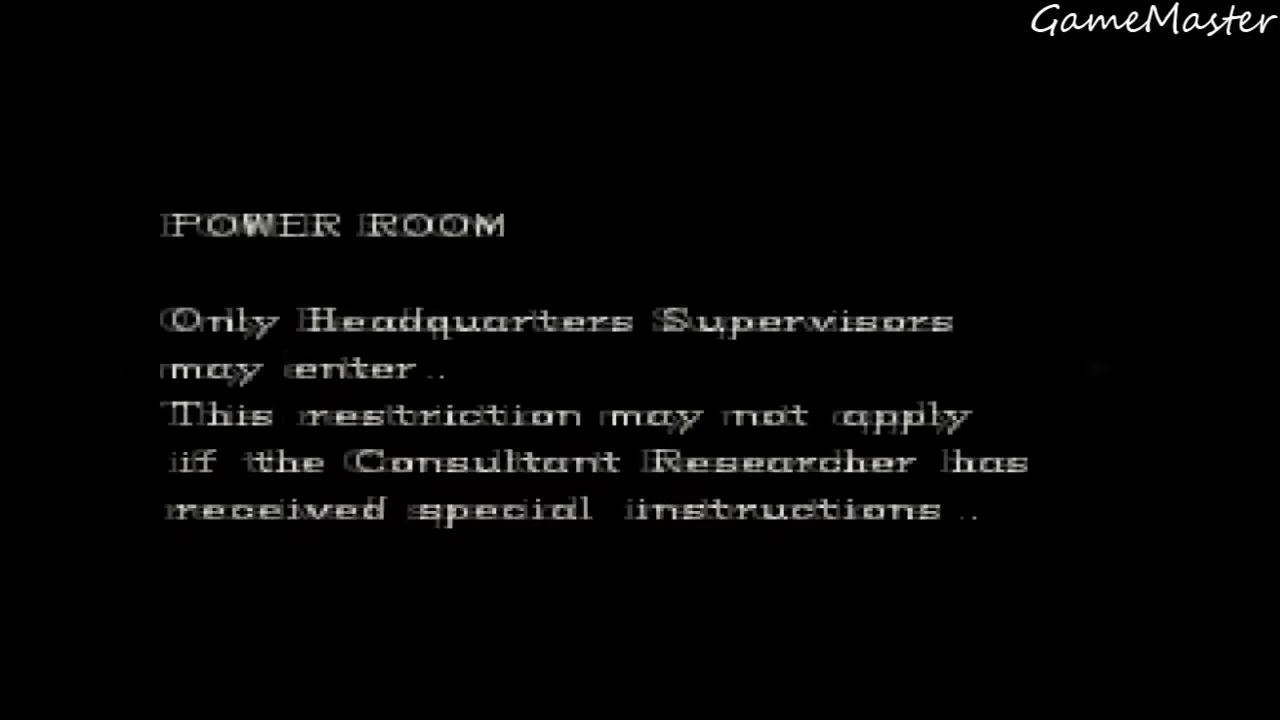 GameMaster
POWER ROOM
Only Headquarters Supervisors
may enter.
This restriction may not apply
if the Consultant Researcher has
received special instructions.